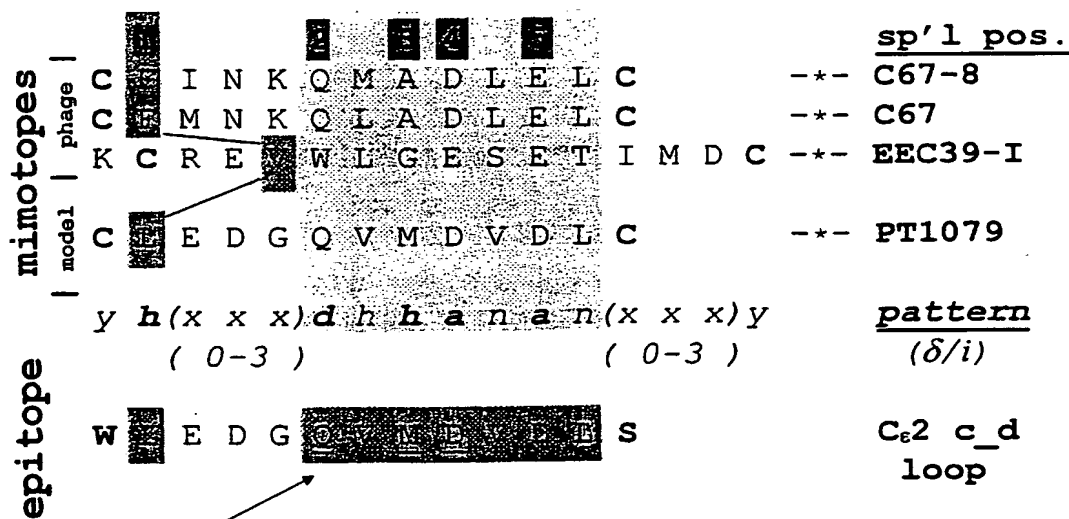 sp'l pos.
C I N K Q M A D L E L C -*- C67-8
C M N K Q L A D L E L C -*- C67
K C R E W L G E S E T I M D C -*- EEC39-I
C E D G Q V M D V D L C -*- PT1079
y h (x x x) d h h a n a n (x x x) y pattern
( 0-3 ) ( 0-3 ) (δ/i)
W E D G Q V M E V E L S Cε2 c_d
loop
mimotopes
phage
model
epitope